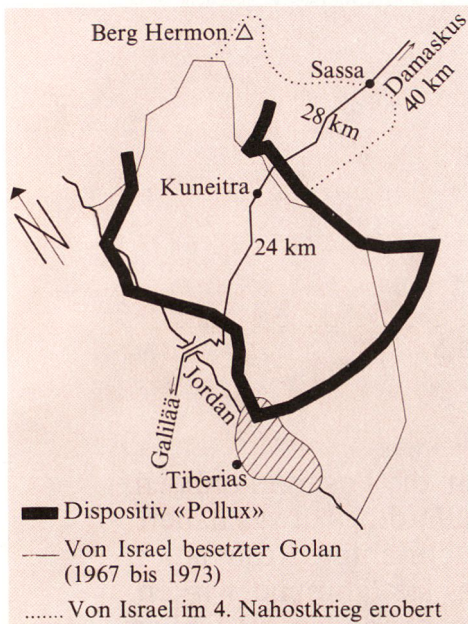 Berg Hermon
Sassa
Damaskus
40 km
28 km
Kuneitra
N
24 km
Jordan
Galilää
Tiberias
Dispositiv «Pollux»
Von Israel besetzter Golan
(1967 bis 1973)
Von Israel im 4. Nahostkrieg erobert